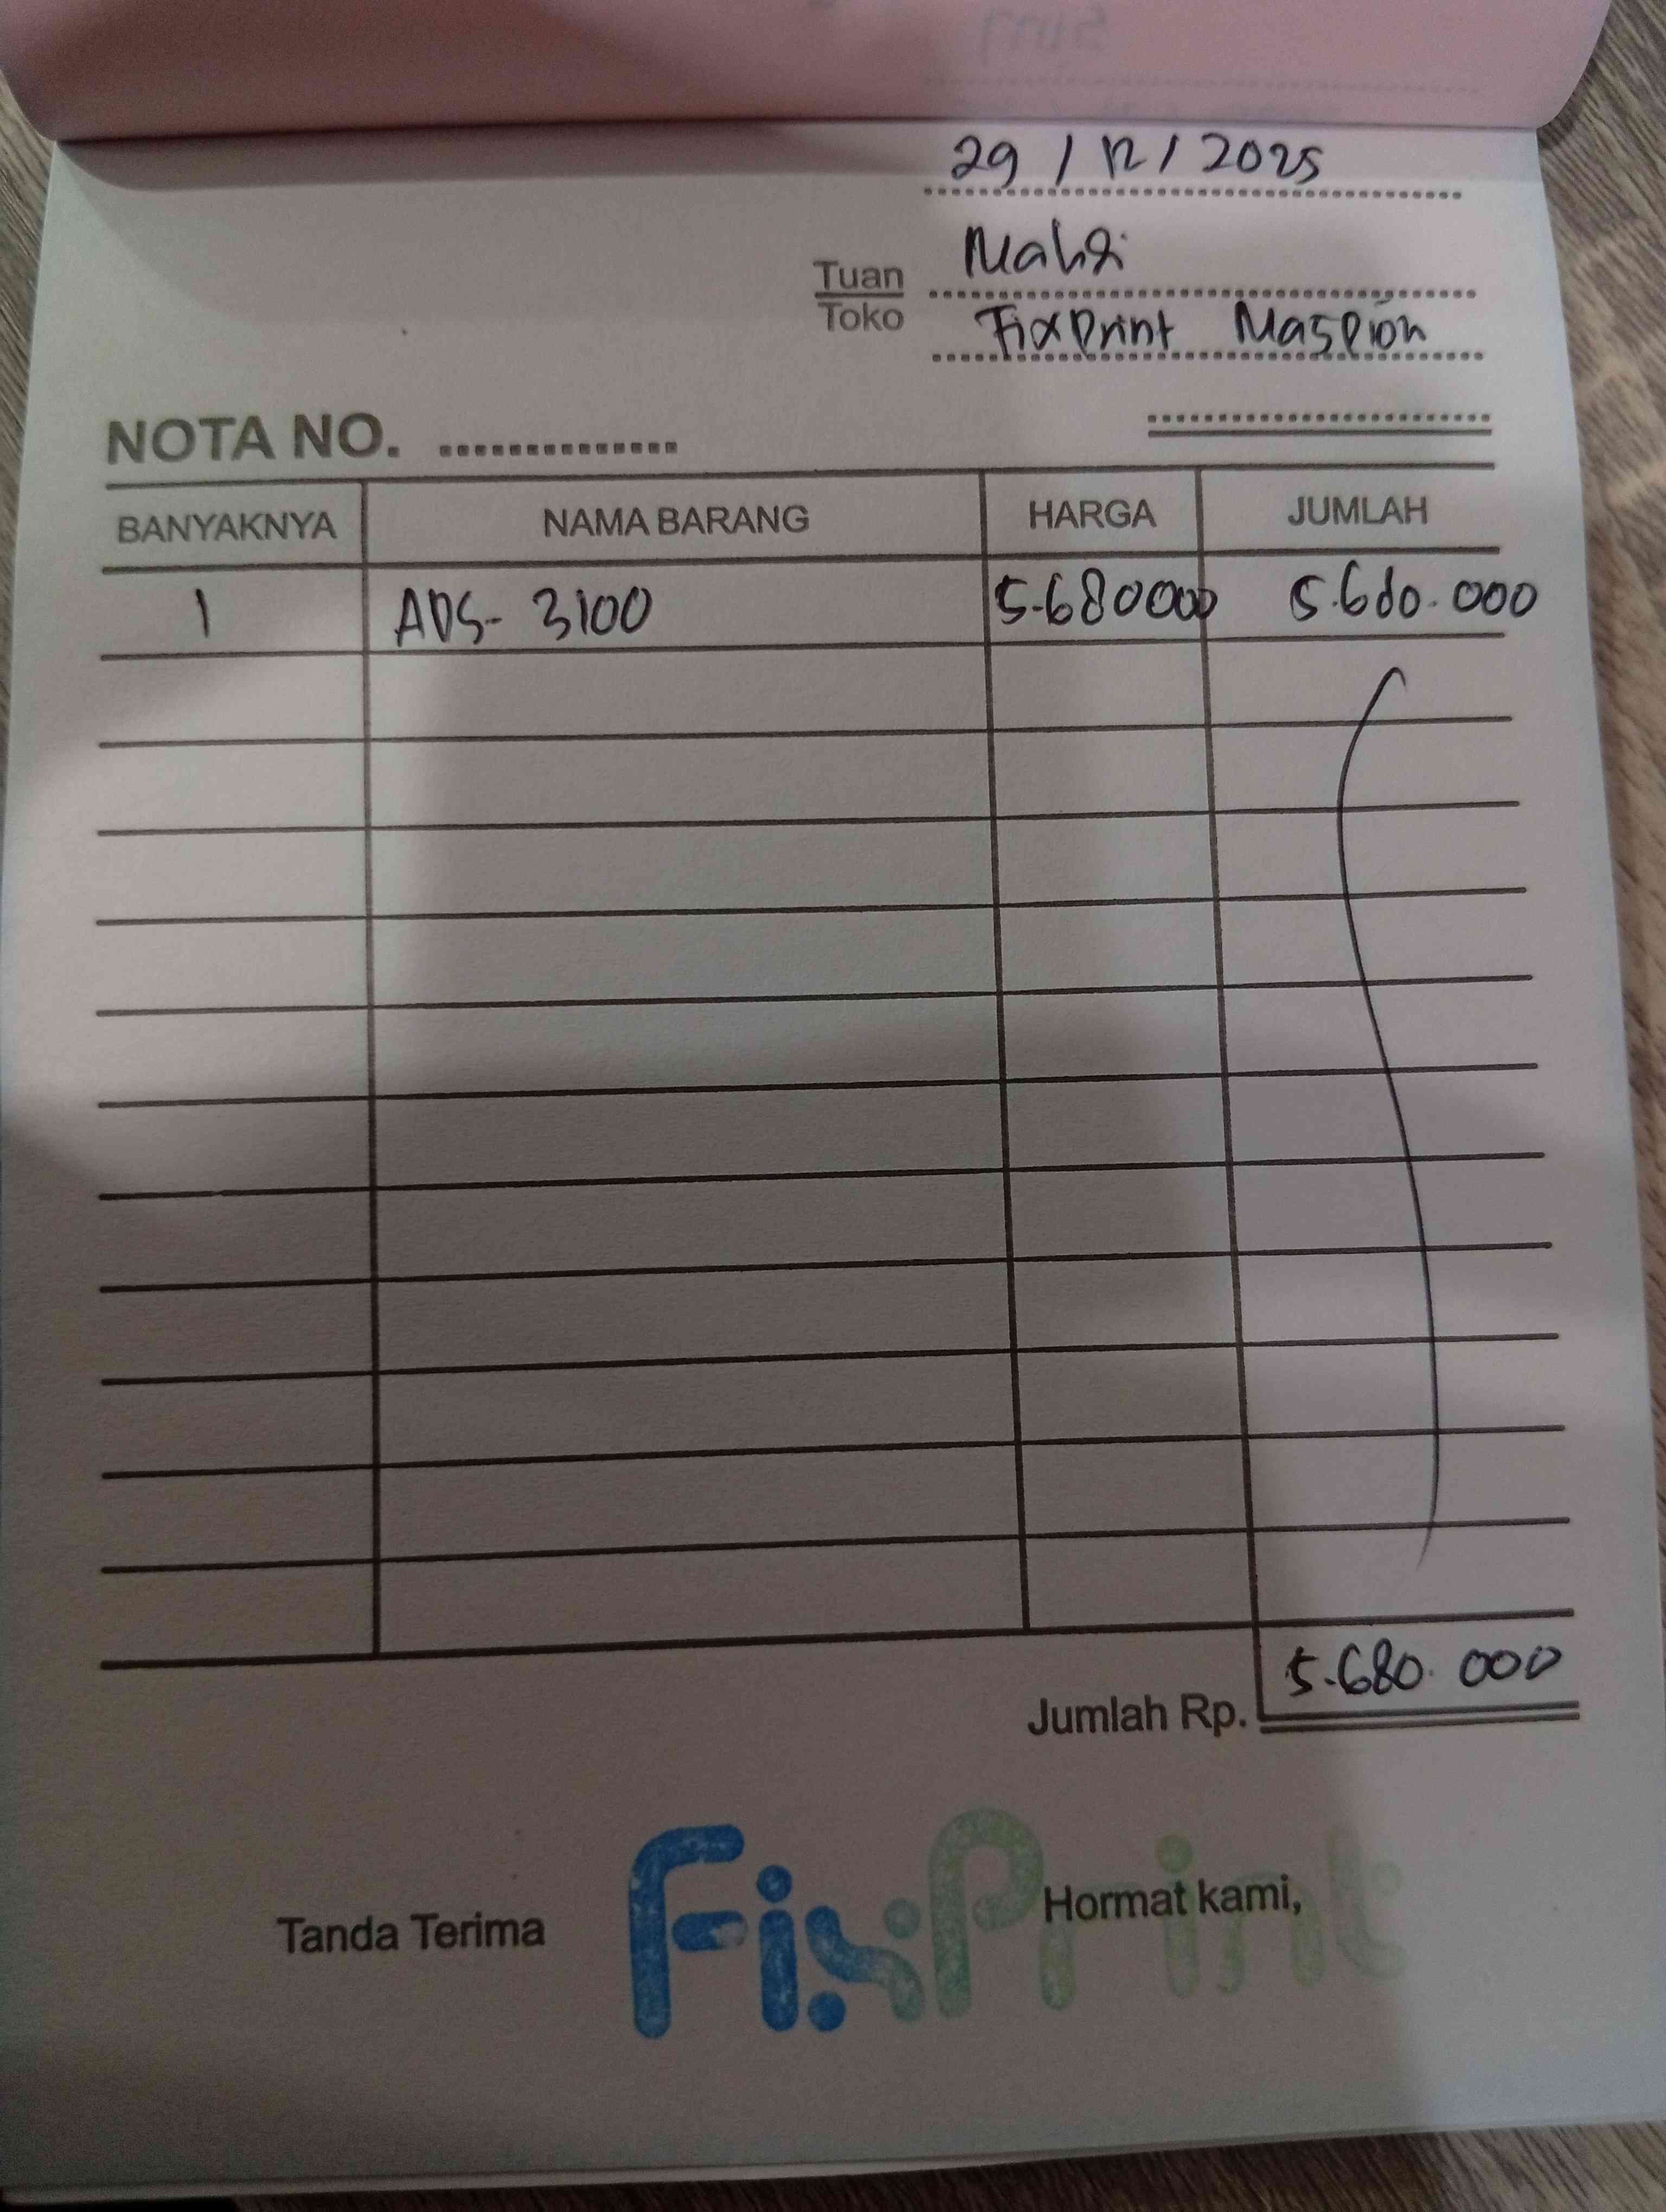 29 / 12 / 2025
Tuan
Toko
Fixprint Maspion
NOTA NO.
BANYAKNYA NAMA BARANG HARGA JUMLAH
1 ADS- 3100 5.680000 5.680.000
Jumlah Rp. 5.680.000
Tanda Terima
FixPrint
Hormat kami,